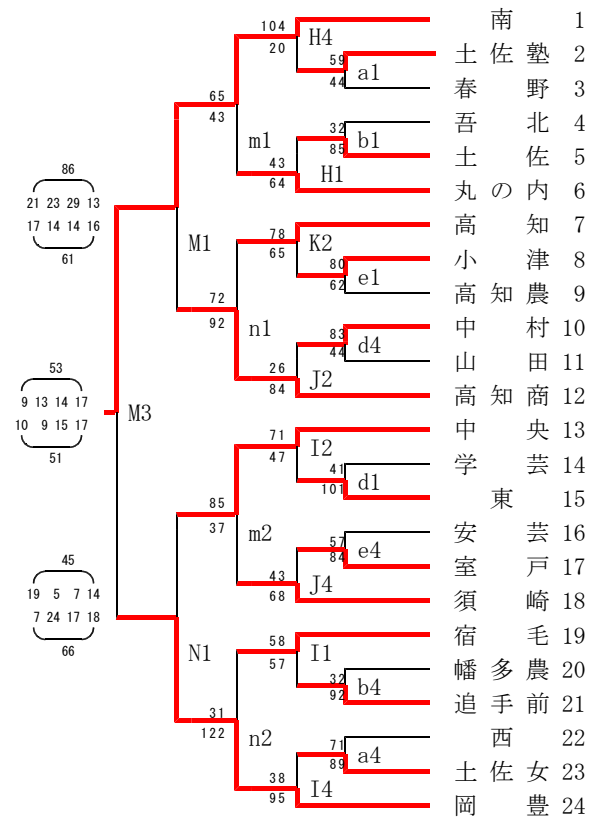 104 南 1
20 H4
59 土佐塾 2
44 a1 春野 3
65
43
32 吾北 4
m1 85 b1 土佐 5
43 H1
64 丸の内 6
86
21 23 29 13
17 14 14 16
61
M1
78 高知 7
65 K2
80 小津 8
62 e1 高知農 9
72
92
n1
83 中村 10
44 d4 山田 11
26 J2
84 高知商 12
53
9 13 14 17
10 9 15 17
51
M3
71 中央 13
47 I2
41 学芸 14
101 d1 東 15
85
37
m2
57 安芸 16
84 e4 室戸 17
43 J4
68 須崎 18
45
19 5 7 14
7 24 17 18
66
N1
58 宿毛 19
57 I1
32 幡多農 20
92 b4 追手前 21
31
122
n2
71 西 22
89 a4 土佐女 23
38 I4
95 岡豊 24